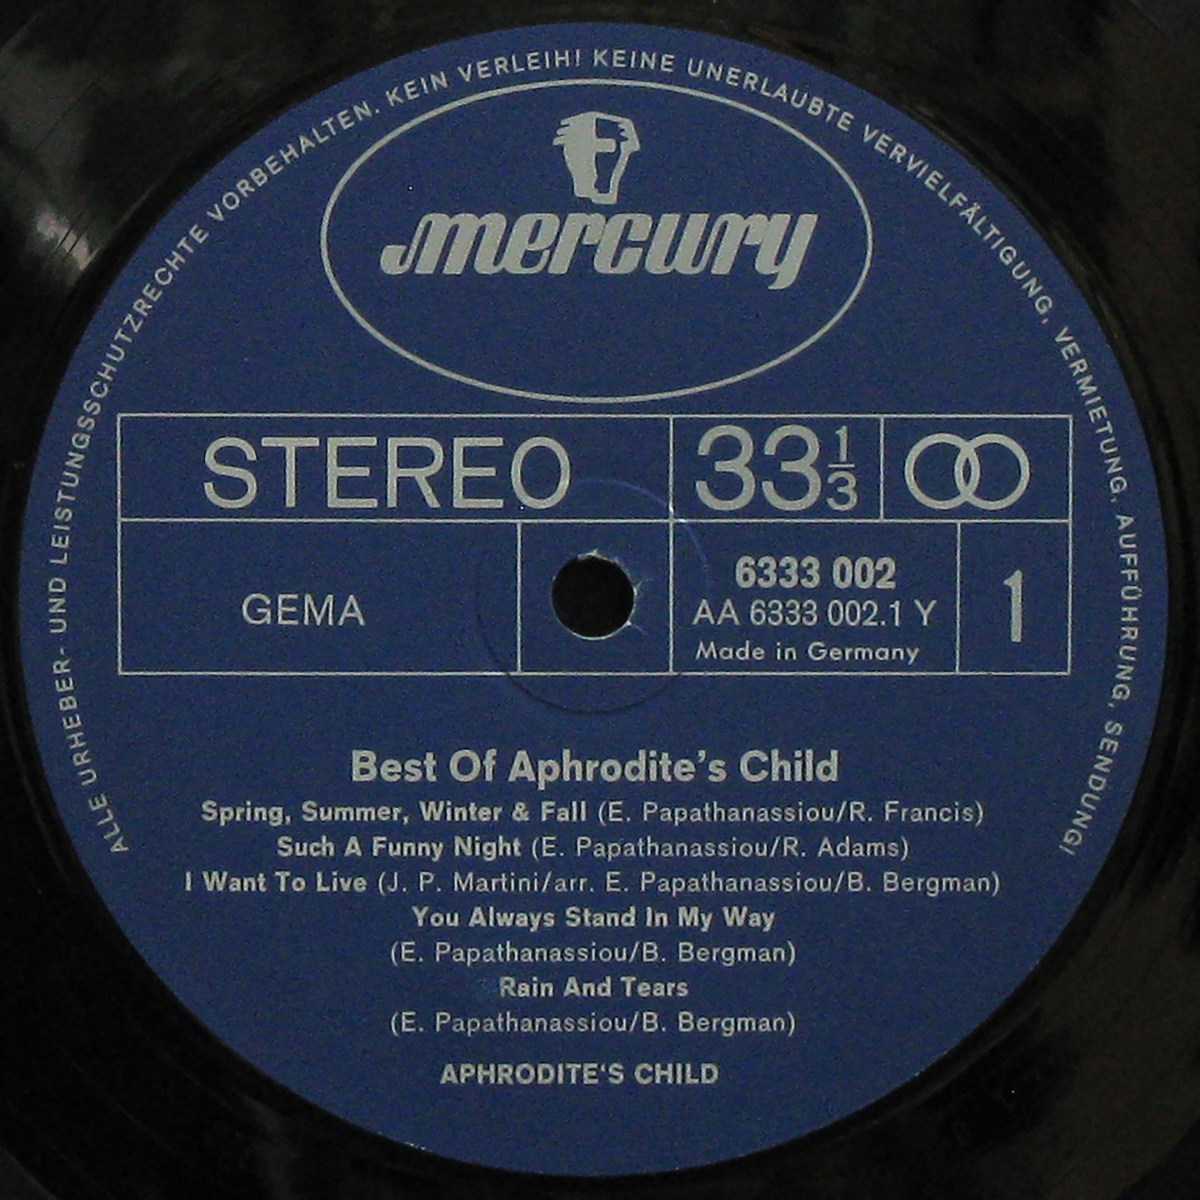 ALLE URHEBER- UND LEISTUNGSSCHUTZRECHTE VORBEHALTEN. KEIN VERLEIH! KEINE UNERLAUBTE VERVIELFÄLTIGUNG, VERMIETUNG, AUFFÜHRUNG, SENDUNG!
mercury
STEREO 33 1/3
GEMA
6333 002
AA 6333 002.1 Y
Made in Germany
1
Best Of Aphrodite's Child
Spring, Summer, Winter & Fall (E. Papathanassiou/R. Francis)
Such A Funny Night (E. Papathanassiou/R. Adams)
I Want To Live (J. P. Martini/arr. E. Papathanassiou/B. Bergman)
You Always Stand In My Way
(E. Papathanassiou/B. Bergman)
Rain And Tears
(E. Papathanassiou/B. Bergman)
APHRODITE'S CHILD